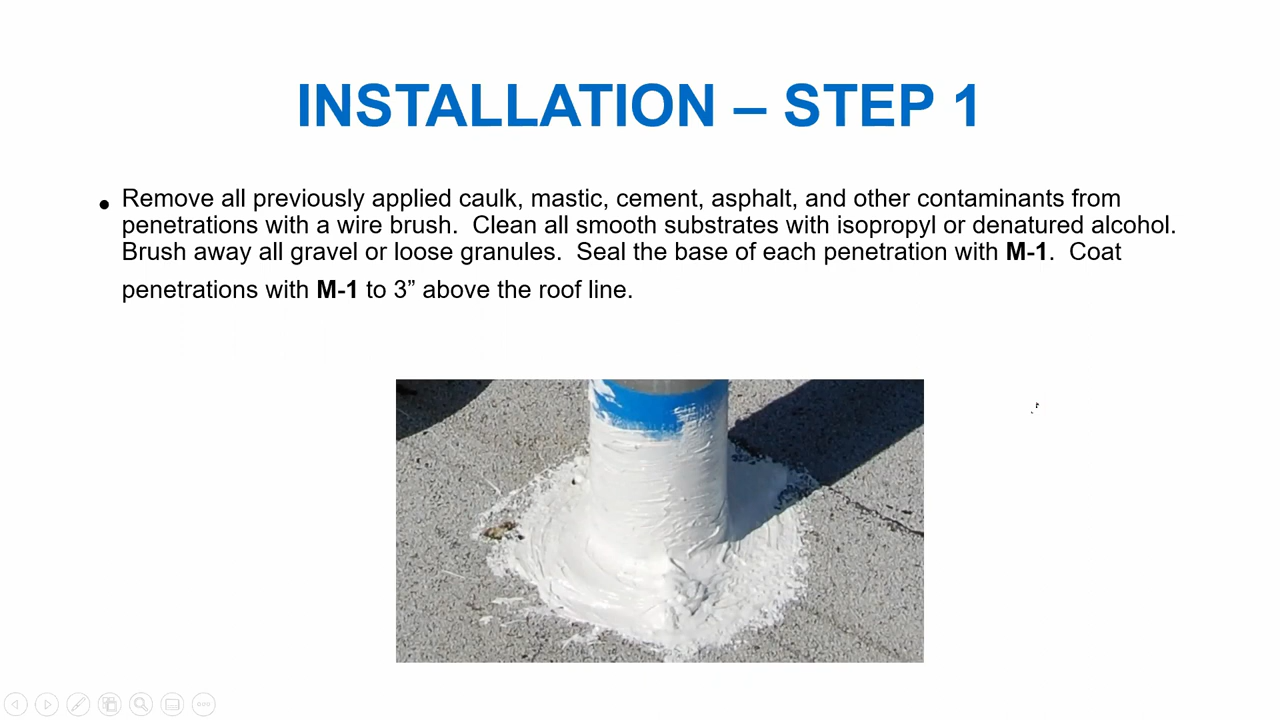 INSTALLATION – STEP 1
• Remove all previously applied caulk, mastic, cement, asphalt, and other contaminants from
penetrations with a wire brush.  Clean all smooth substrates with isopropyl or denatured alcohol.
Brush away all gravel or loose granules.  Seal the base of each penetration with M-1.  Coat
penetrations with M-1 to 3” above the roof line.